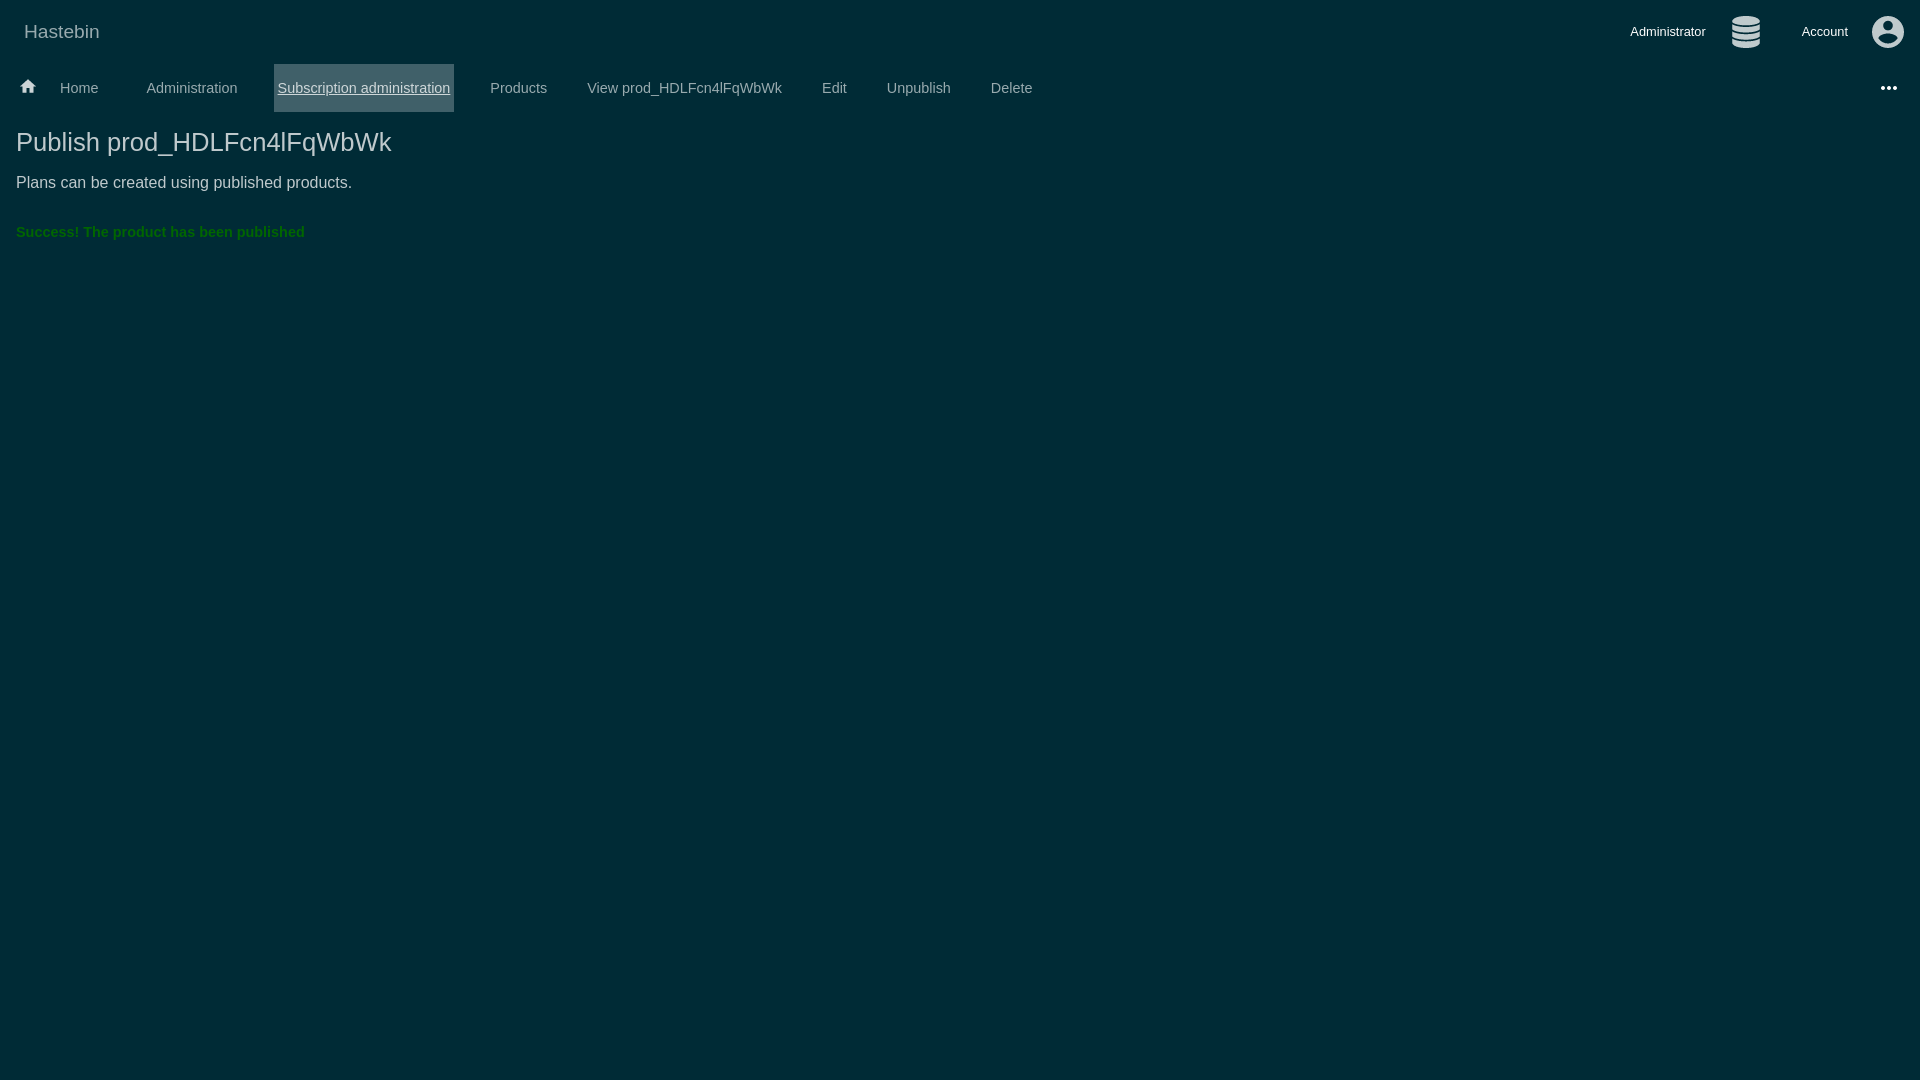 Hastebin
Administrator
Account
Home
Administration
Subscription administration
Products
View prod_HDLFcn4lFqWbWk
Edit
Unpublish
Delete
Publish prod_HDLFcn4lFqWbWk
Plans can be created using published products.
Success! The product has been published